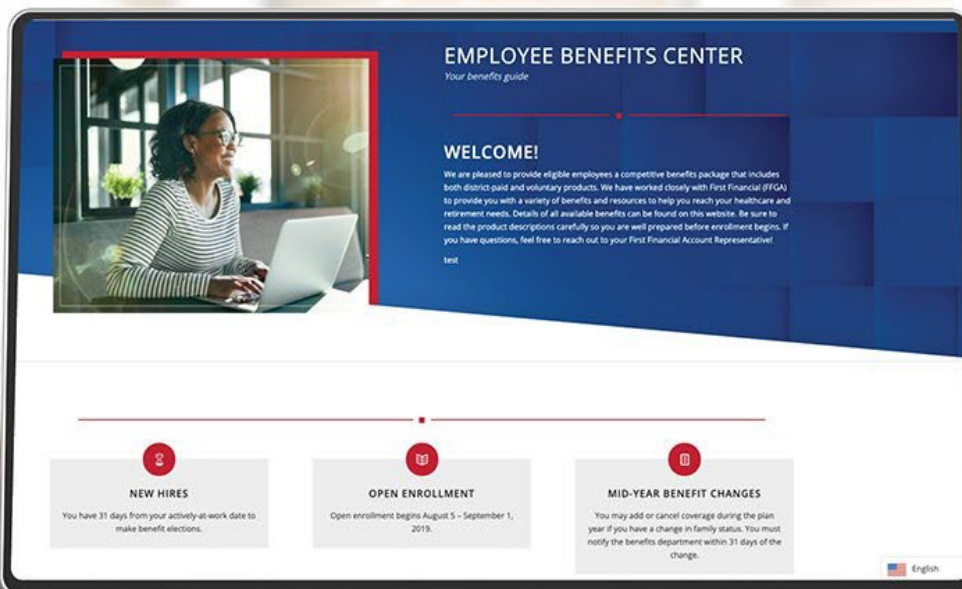 EMPLOYEE BENEFITS CENTER
Your benefits guide
WELCOME!
We are pleased to provide eligible employees a competitive benefits package that includes
both district-paid and voluntary products. We have worked closely with First Financial (FFGA)
to provide you with a variety of benefits and resources to help you reach your healthcare and
retirement needs. Details of all available benefits can be found on this website. Be sure to
read the product descriptions carefully so you are well prepared before enrollment begins. If
you have questions, feel free to reach out to your First Financial Account Representative!
test
NEW HIRES
You have 31 days from your actively-at-work date to
make benefit elections.
OPEN ENROLLMENT
Open enrollment begins August 5 – September 1,
2019.
MID-YEAR BENEFIT CHANGES
You may add or cancel coverage during the plan
year if you have a change in family status. You must
notify the benefits department within 31 days of the
change.
English